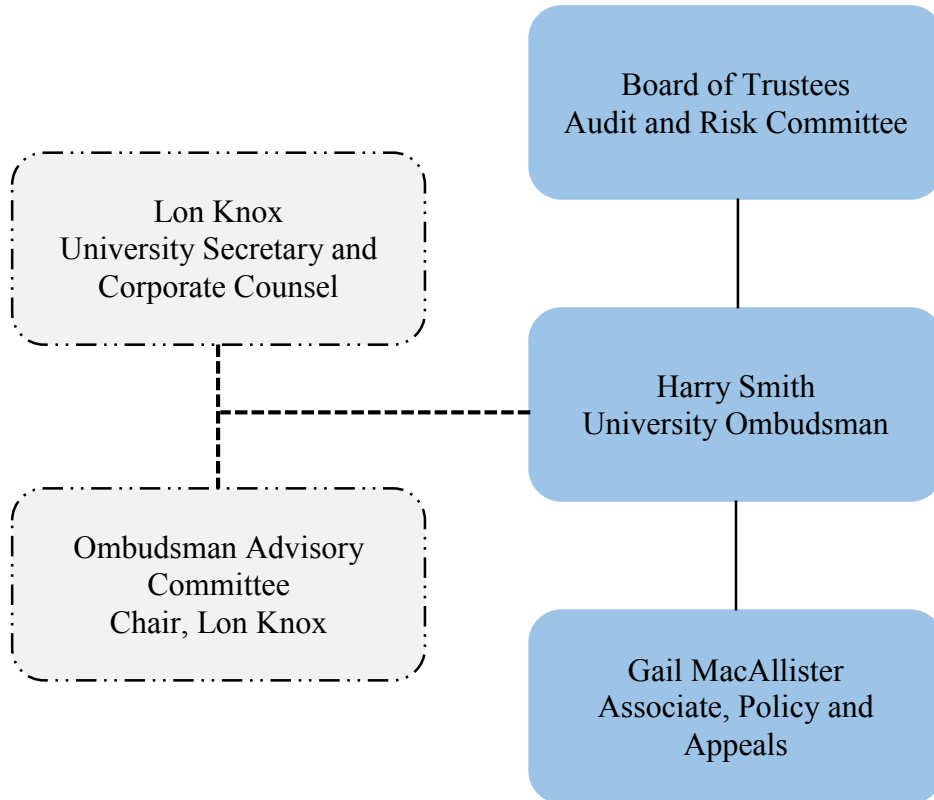 Board of Trustees
Audit and Risk Committee
Lon Knox
University Secretary and
Corporate Counsel
Harry Smith
University Ombudsman
Ombudsman Advisory
Committee
Chair, Lon Knox
Gail MacAllister
Associate, Policy and
Appeals